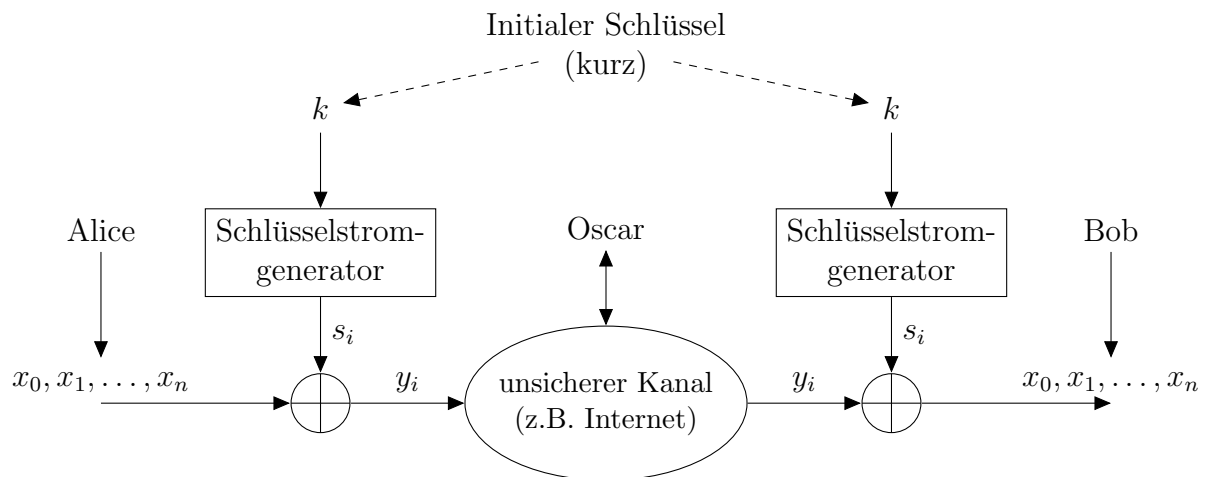 Initialer Schlüssel
(kurz)
k
k
Alice
Schlüsselstrom-
generator
Oscar
Schlüsselstrom-
generator
Bob
s_i
s_i
x_0, x_1, . . . , x_n
y_i
unsicherer Kanal
(z.B. Internet)
y_i
x_0, x_1, . . . , x_n